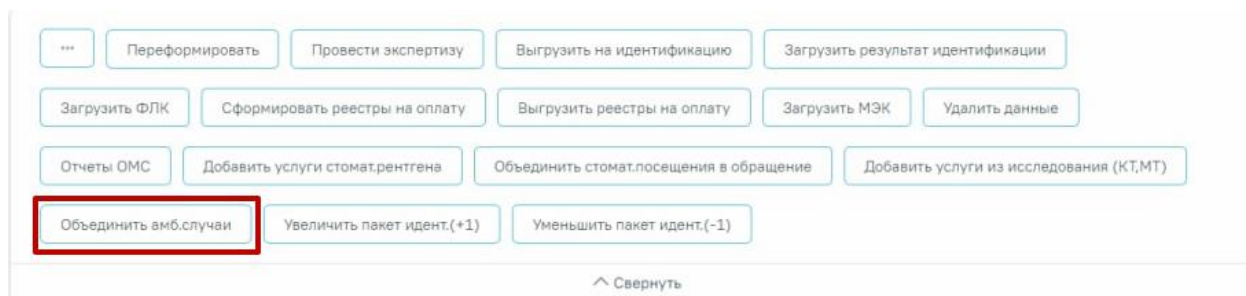 ... Переформировать Провести экспертизу Выгрузить на идентификацию Загрузить результат идентификации
Загрузить ФЛК Сформировать реестры на оплату Выгрузить реестры на оплату Загрузить МЭК Удалить данные
Отчеты ОМС Добавить услуги стомат.рентгена Объединить стомат.посещения в обращение Добавить услуги из исследования (КТ,МТ)
Объединить амб.случаи Увеличить пакет идент.(+1) Уменьшить пакет идент.(-1)
Свернуть